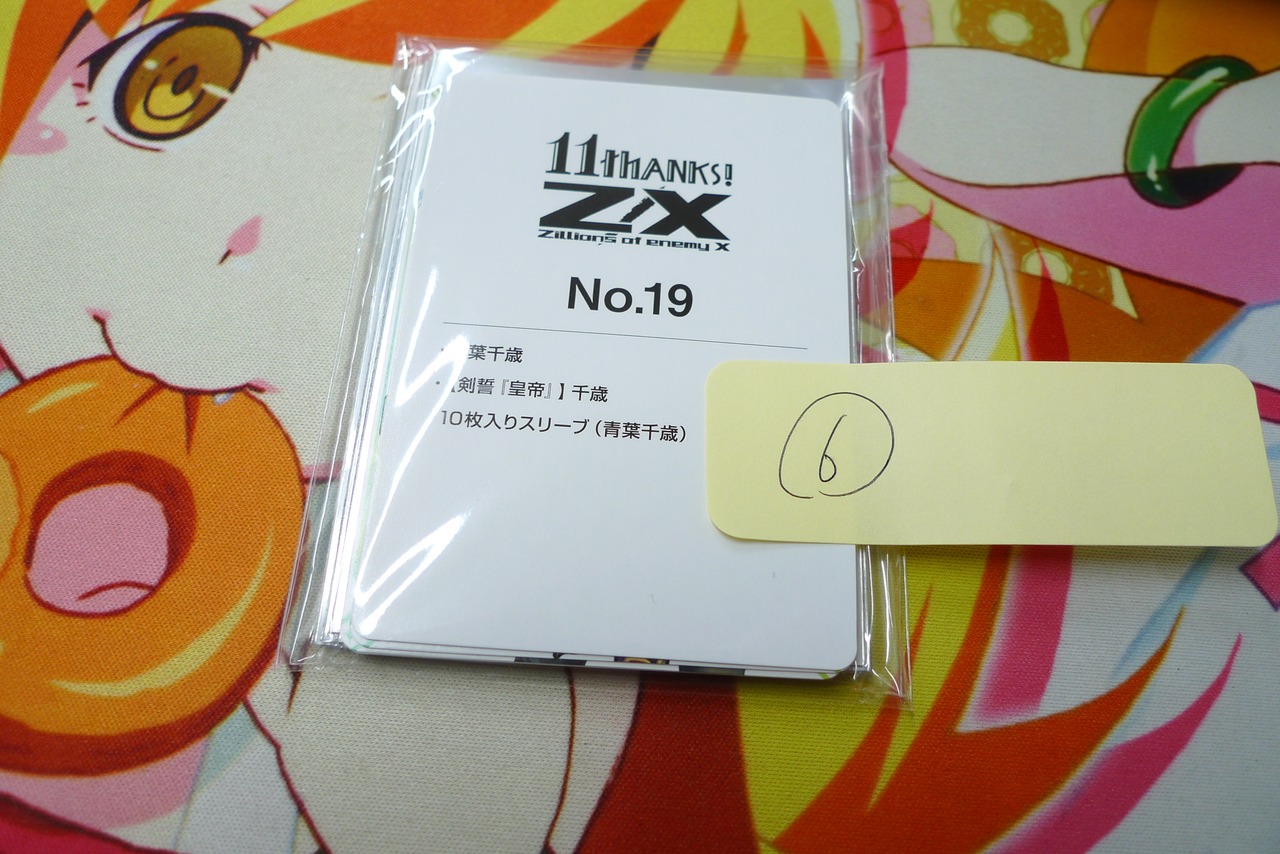 11thANKS!
Z/X
Zillions of enemy X
No.19
・ 葉千歳
・【剣誓『皇帝』】千歳
10枚入りスリーブ（青葉千歳）
6